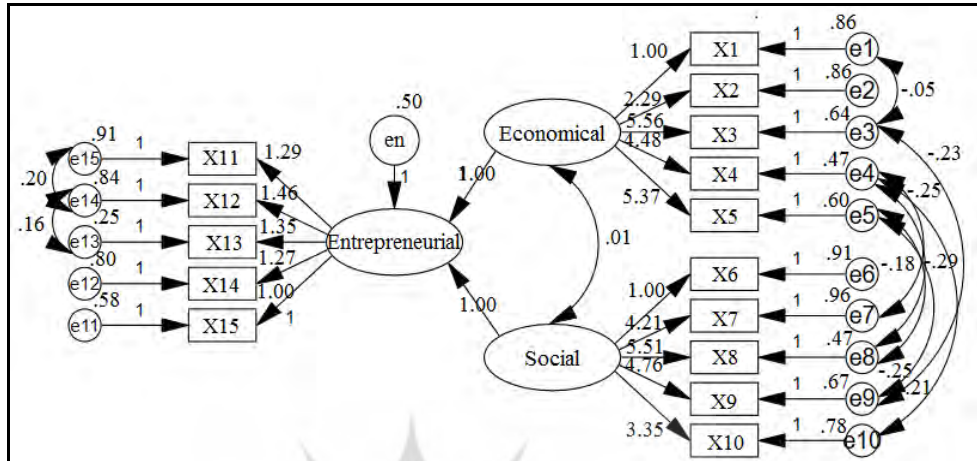 .86
1.00
X1
1
e1
2.29
X2
1
.86
e2
-.05
5.56
X3
1
.64
e3
4.48
X4
1
.47
e4
-.23
5.37
X5
1
.60
e5
-.25
Economical
.50
en
1
1.00
.91
e15
1
X11
1.29
.20
.84
e14
1
X12
1.46
.16
.25
e13
1
X13
1.35
Entrepreneurial
.80
e12
1
X14
1.27
.58
e11
1
X15
1.00
1
.01
1.00
Social
1.00
X6
1
.91
e6
-.18
-.29
4.21
X7
1
.96
e7
5.51
X8
1
.47
e8
-.25
4.76
X9
1
.67
e9
.21
3.35
X10
1
.78
e10